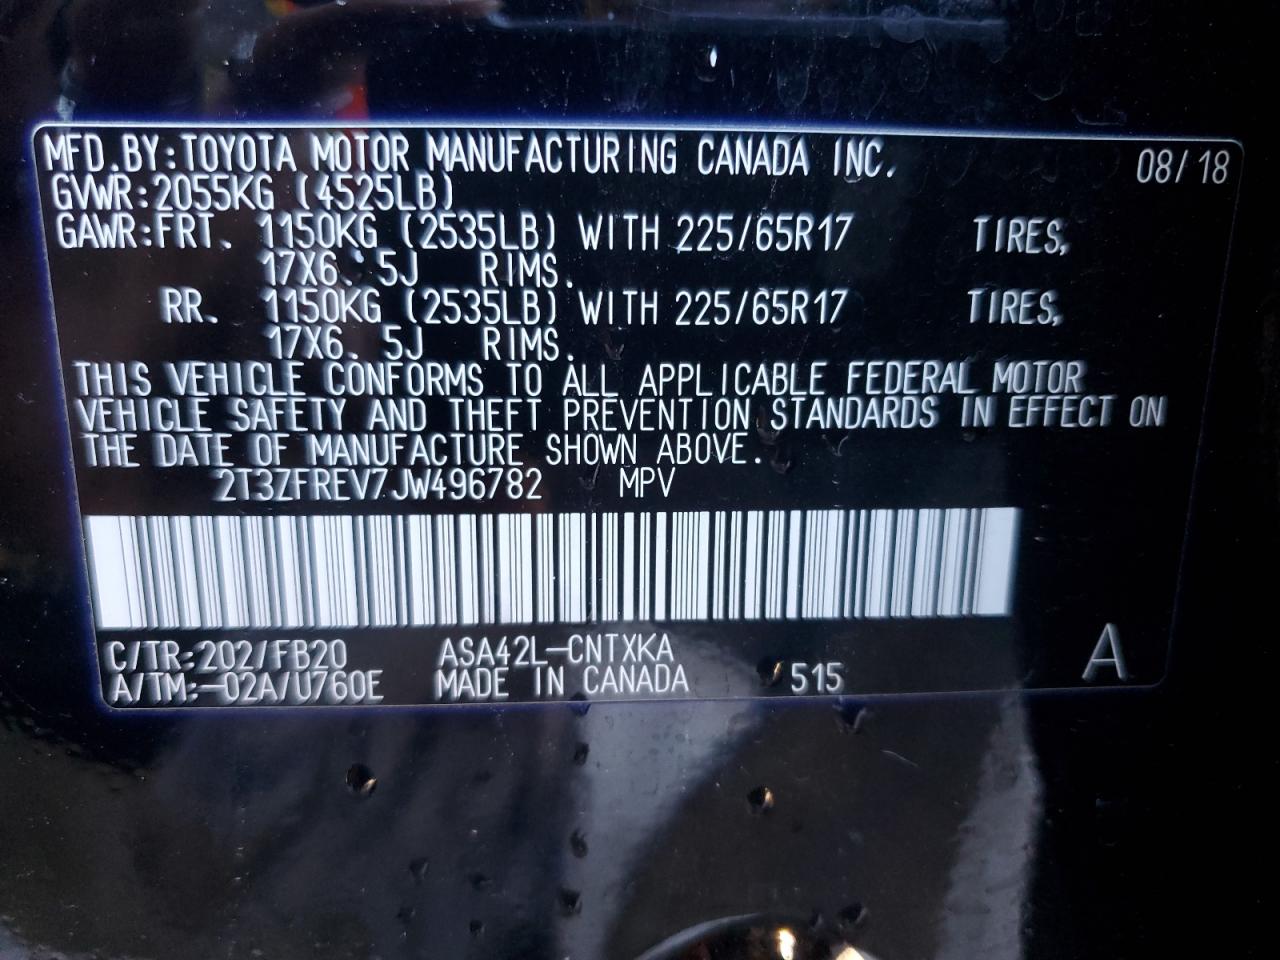 MFD.BY:TOYOTA MOTOR MANUFACTURING CANADA INC. 08/18
GVWR:2055KG (4525LB)
GAWR:FRT. 1150KG (2535LB) WITH 225/65R17 TIRES,
17X6.5J RIMS.
RR. 1150KG (2535LB) WITH 225/65R17 TIRES,
17X6.5J RIMS.
THIS VEHICLE CONFORMS TO ALL APPLICABLE FEDERAL MOTOR
VEHICLE SAFETY AND THEFT PREVENTION STANDARDS IN EFFECT ON
THE DATE OF MANUFACTURE SHOWN ABOVE.
2T3ZFREV7JW496782 MPV
C/TR:202/FB20 ASA42L-CNTXKA
A/TM:-02A/U760E MADE IN CANADA 515 A